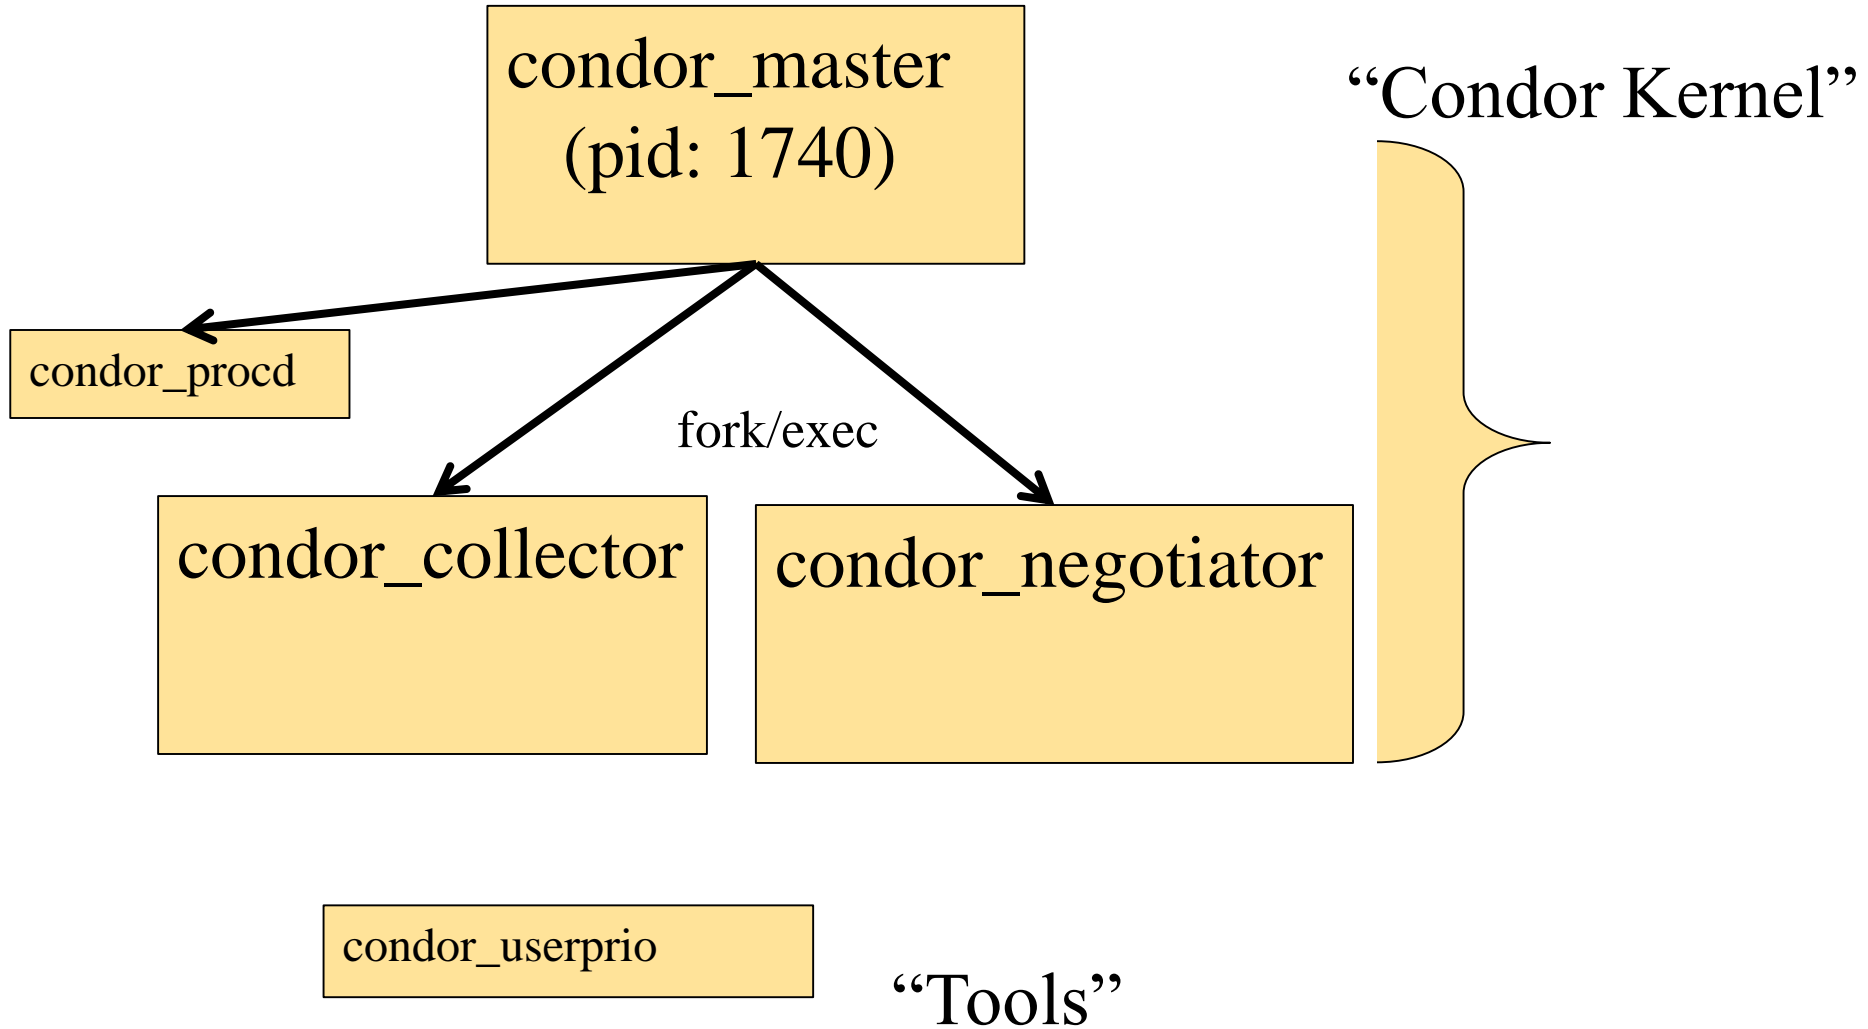 condor_master
(pid: 1740)
“Condor Kernel”
condor_procd
fork/exec
condor_collector
condor_negotiator
condor_userprio
“Tools”